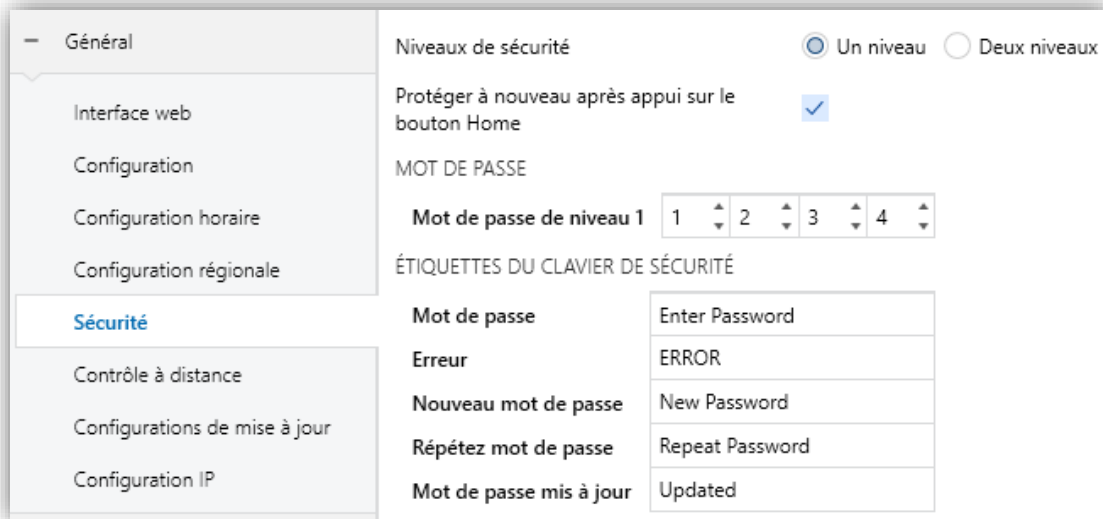 Général
Interface web
Configuration
Configuration horaire
Configuration régionale
Sécurité
Contrôle à distance
Configurations de mise à jour
Configuration IP
Niveaux de sécurité Un niveau Deux niveaux
Protéger à nouveau après appui sur le
bouton Home
MOT DE PASSE
Mot de passe de niveau 1 1 2 3 4
ÉTIQUETTES DU CLAVIER DE SÉCURITÉ
Mot de passe Enter Password
Erreur ERROR
Nouveau mot de passe New Password
Répétez mot de passe Repeat Password
Mot de passe mis à jour Updated